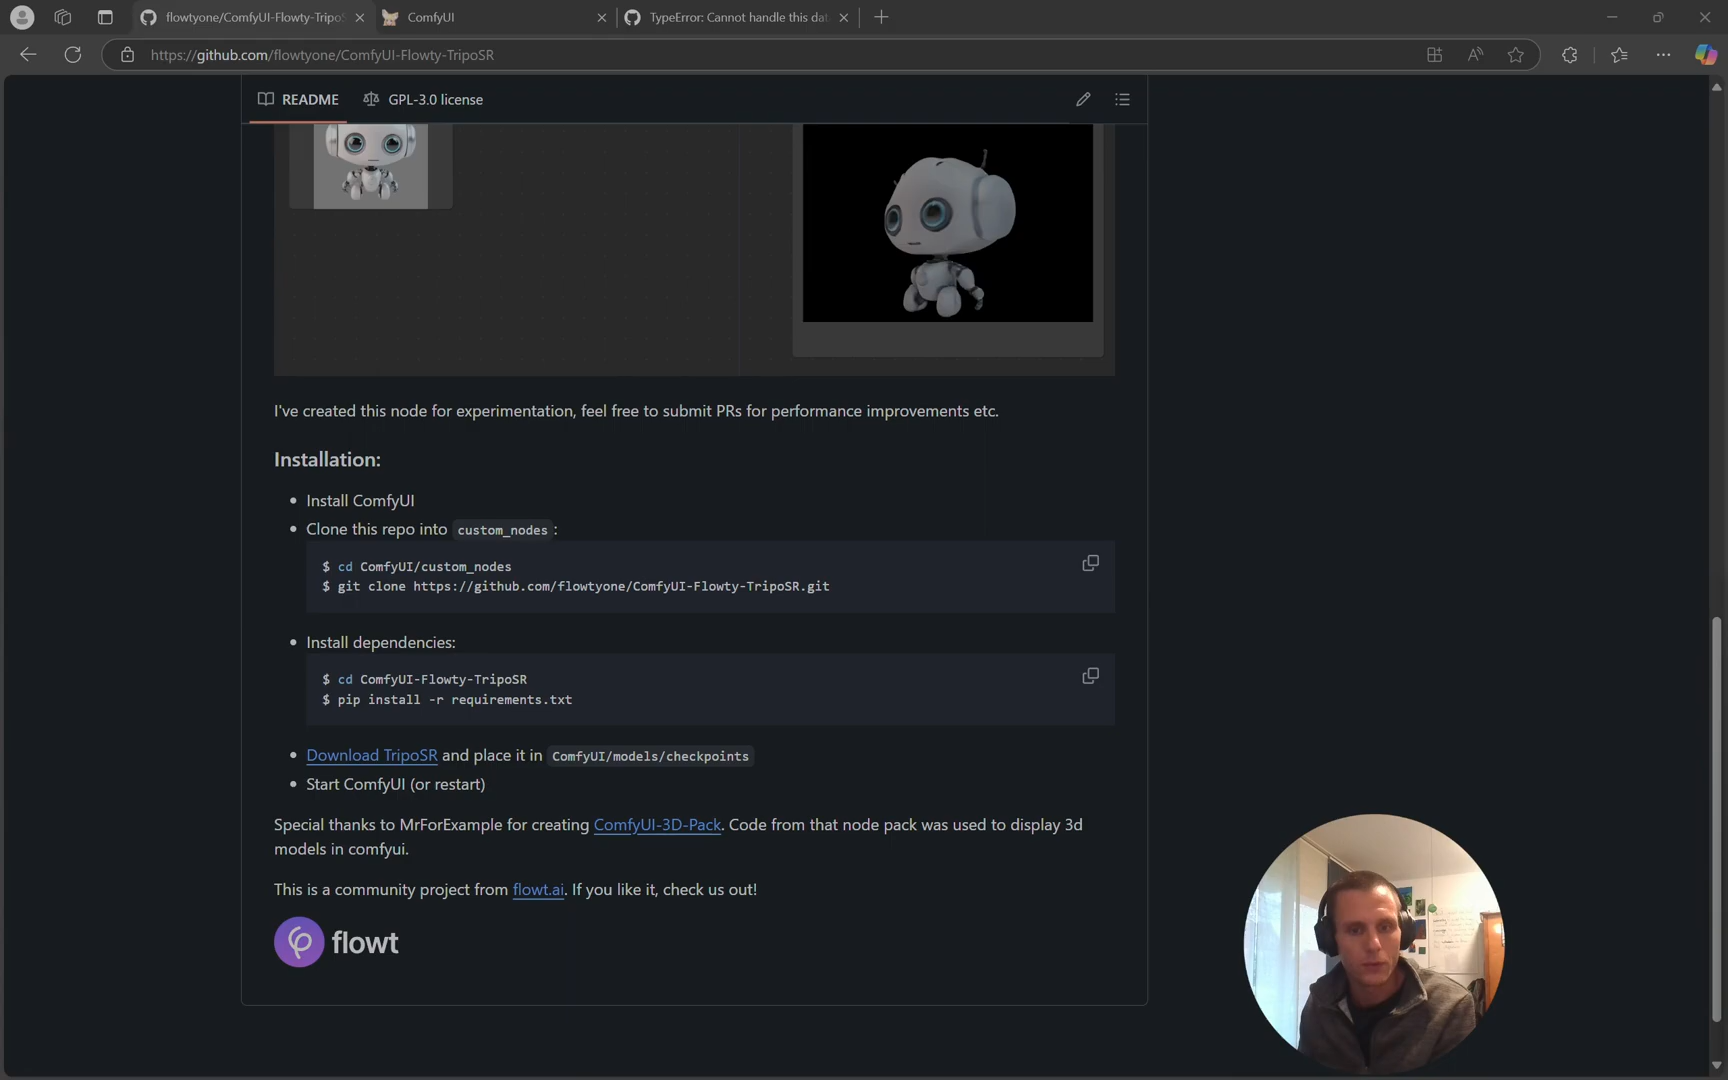 flowtyone/ComfyUI-Flowty-TripoS
ComfyUI
TypeError: Cannot handle this dat
https://github.com/flowtyone/ComfyUI-Flowty-TripoSR
README
GPL-3.0 license
I've created this node for experimentation, feel free to submit PRs for performance improvements etc.
Installation:
Install ComfyUI
Clone this repo into custom_nodes :
$ cd ComfyUI/custom_nodes
$ git clone https://github.com/flowtyone/ComfyUI-Flowty-TripoSR.git
Install dependencies:
$ cd ComfyUI-Flowty-TripoSR
$ pip install -r requirements.txt
Download TripoSR and place it in ComfyUI/models/checkpoints
Start ComfyUI (or restart)
Special thanks to MrForExample for creating ComfyUI-3D-Pack. Code from that node pack was used to display 3d
models in comfyui.
This is a community project from flowt.ai. If you like it, check us out!
flowt